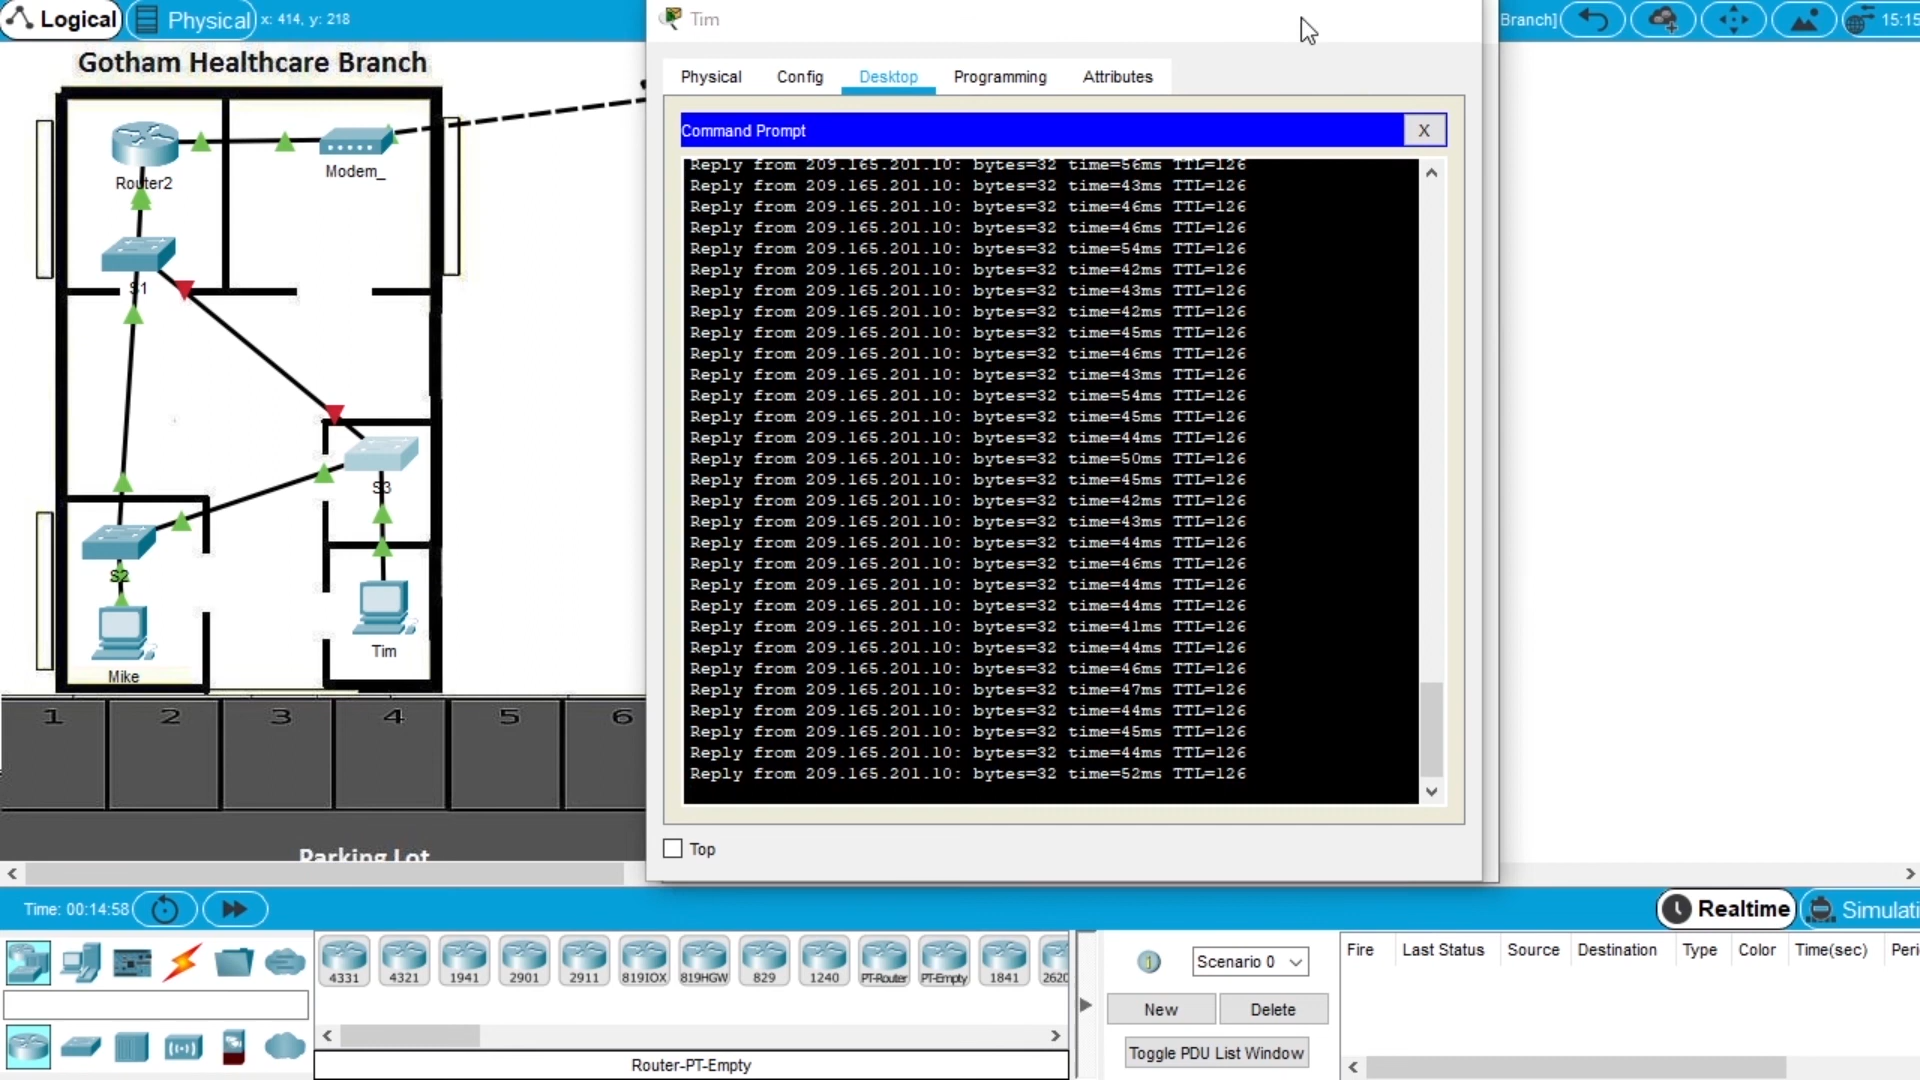 Logical
Physical
x: 414, y: 218
Tim
Branch]
Gotham Healthcare Branch
Physical
Config
Desktop
Programming
Attributes
Command Prompt
X
Reply from 209.165.201.10: bytes=32 time=56ms TTL=126
Reply from 209.165.201.10: bytes=32 time=43ms TTL=126
Reply from 209.165.201.10: bytes=32 time=46ms TTL=126
Reply from 209.165.201.10: bytes=32 time=46ms TTL=126
Reply from 209.165.201.10: bytes=32 time=54ms TTL=126
Reply from 209.165.201.10: bytes=32 time=42ms TTL=126
Reply from 209.165.201.10: bytes=32 time=43ms TTL=126
Reply from 209.165.201.10: bytes=32 time=42ms TTL=126
Reply from 209.165.201.10: bytes=32 time=45ms TTL=126
Reply from 209.165.201.10: bytes=32 time=46ms TTL=126
Reply from 209.165.201.10: bytes=32 time=43ms TTL=126
Reply from 209.165.201.10: bytes=32 time=54ms TTL=126
Reply from 209.165.201.10: bytes=32 time=45ms TTL=126
Reply from 209.165.201.10: bytes=32 time=44ms TTL=126
Reply from 209.165.201.10: bytes=32 time=50ms TTL=126
Reply from 209.165.201.10: bytes=32 time=45ms TTL=126
Reply from 209.165.201.10: bytes=32 time=42ms TTL=126
Reply from 209.165.201.10: bytes=32 time=43ms TTL=126
Reply from 209.165.201.10: bytes=32 time=44ms TTL=126
Reply from 209.165.201.10: bytes=32 time=46ms TTL=126
Reply from 209.165.201.10: bytes=32 time=44ms TTL=126
Reply from 209.165.201.10: bytes=32 time=44ms TTL=126
Reply from 209.165.201.10: bytes=32 time=41ms TTL=126
Reply from 209.165.201.10: bytes=32 time=44ms TTL=126
Reply from 209.165.201.10: bytes=32 time=46ms TTL=126
Reply from 209.165.201.10: bytes=32 time=47ms TTL=126
Reply from 209.165.201.10: bytes=32 time=44ms TTL=126
Reply from 209.165.201.10: bytes=32 time=45ms TTL=126
Reply from 209.165.201.10: bytes=32 time=44ms TTL=126
Reply from 209.165.201.10: bytes=32 time=52ms TTL=126
Top
Router2
Modem_
S1
S3
S2
Tim
Mike
1 2 3 4 5 6
Parking Lot
Time: 00:14:58
Realtime
4331
4321
1941
2901
2911
819IOX
819HGW
829
1240
PT-Router
PT-Empty
1841
Router-PT-Empty
Scenario 0
New
Delete
Toggle PDU List Window
Fire Last Status Source Destination Type Color Time(sec)